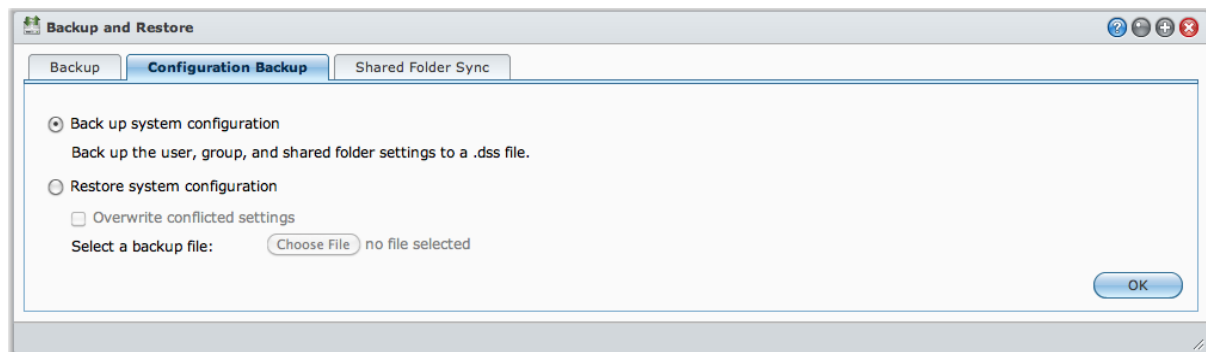 Backup and Restore
Backup Configuration Backup Shared Folder Sync
Back up system configuration
Back up the user, group, and shared folder settings to a .dss file.
Restore system configuration
Overwrite conflicted settings
Select a backup file: Choose File no file selected
OK